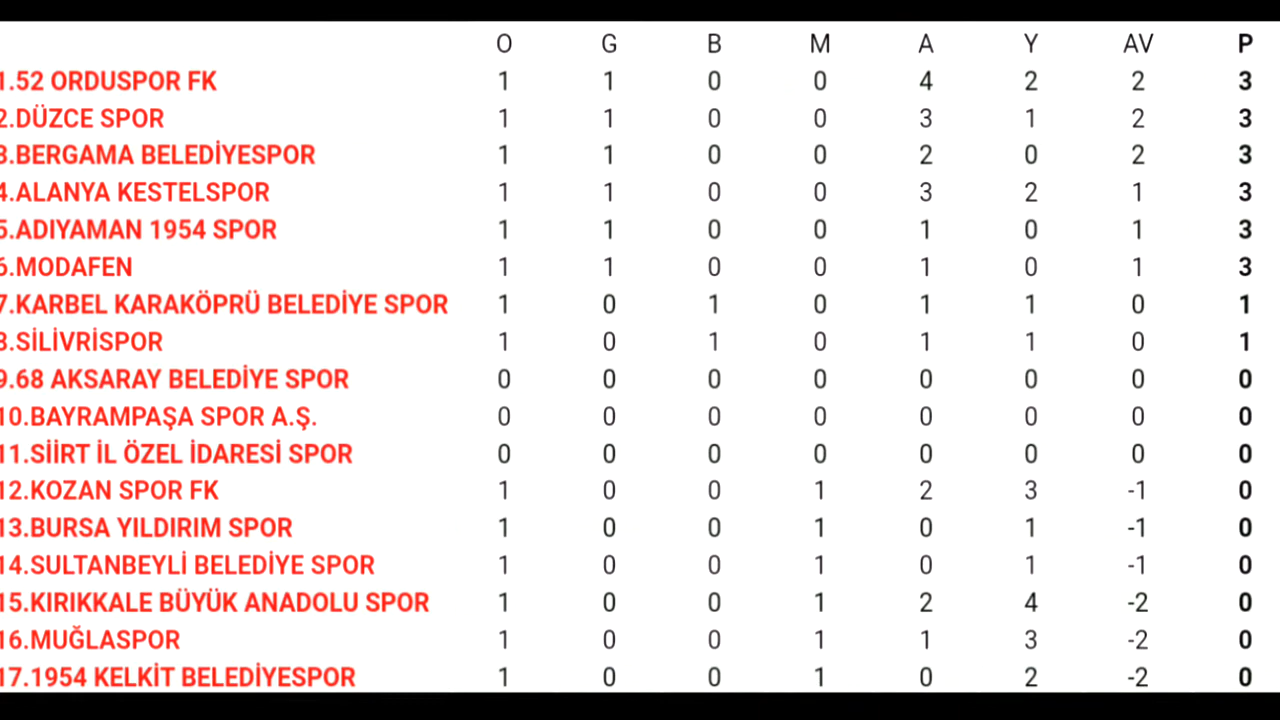 O G B M A Y AV P
1.52 ORDUSPOR FK 1 1 0 0 4 2 2 3
2.DÜZCE SPOR 1 1 0 0 3 1 2 3
3.BERGAMA BELEDİYESPOR 1 1 0 0 2 0 2 3
4.ALANYA KESTELSPOR 1 1 0 0 3 2 1 3
5.ADIYAMAN 1954 SPOR 1 1 0 0 1 0 1 3
6.MODAFEN 1 1 0 0 1 0 1 3
7.KARBEL KARAKÖPRÜ BELEDİYE SPOR 1 0 1 0 1 1 0 1
8.SİLİVRİSPOR 1 0 1 0 1 1 0 1
9.68 AKSARAY BELEDİYE SPOR 0 0 0 0 0 0 0 0
10.BAYRAMPAŞA SPOR A.Ş. 0 0 0 0 0 0 0 0
11.SİİRT İL ÖZEL İDARESİ SPOR 0 0 0 0 0 0 0 0
12.KOZAN SPOR FK 1 0 0 1 2 3 -1 0
13.BURSA YILDIRIM SPOR 1 0 0 1 0 1 -1 0
14.SULTANBEYLİ BELEDİYE SPOR 1 0 0 1 0 1 -1 0
15.KIRIKKALE BÜYÜK ANADOLU SPOR 1 0 0 1 2 4 -2 0
16.MUĞLASPOR 1 0 0 1 1 3 -2 0
17.1954 KELKİT BELEDİYESPOR 1 0 0 1 0 2 -2 0